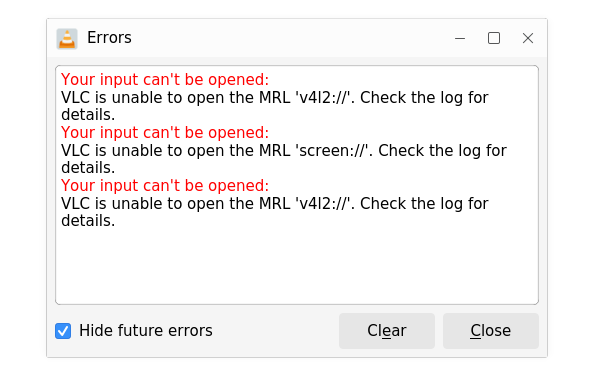 Errors
Your input can't be opened:
VLC is unable to open the MRL 'v4l2://'. Check the log for
details.
Your input can't be opened:
VLC is unable to open the MRL 'screen://'. Check the log for
details.
Your input can't be opened:
VLC is unable to open the MRL 'v4l2://'. Check the log for
details.
Hide future errors
Clear
Close